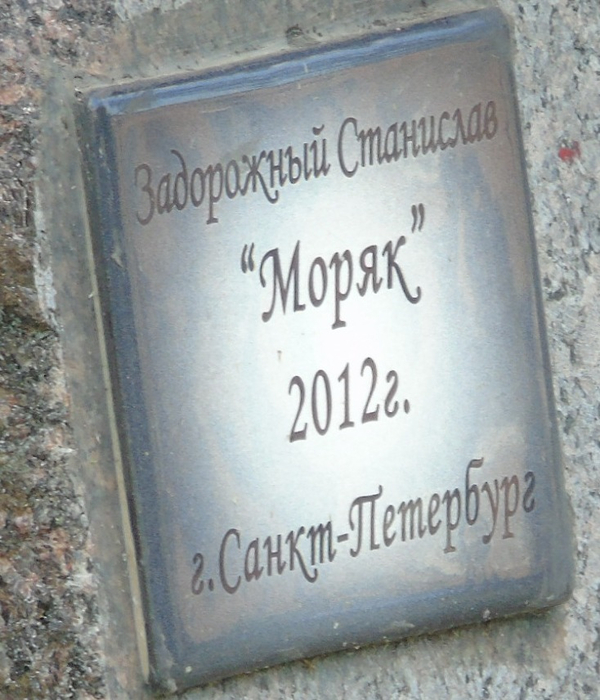 Задорожный Станислав
“Моряк”
2012г.
г.Санкт-Петербург